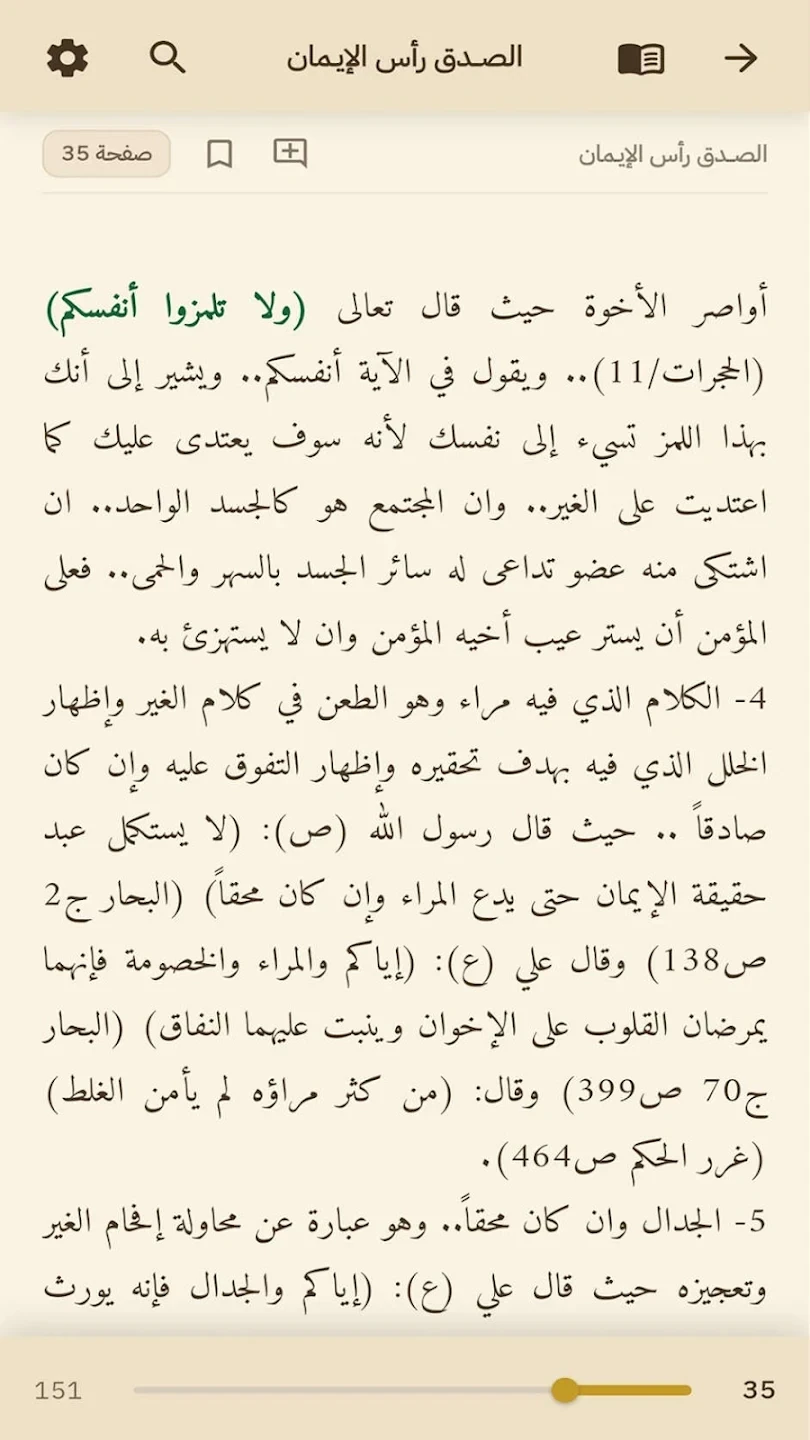 الصدق رأس الإيمان
الصدق رأس الإيمان
صفحة 35
أواصر الأخوة حيث قال تعالى (ولا تلمزوا أنفسكم)
(الحجرات/11).. ويقول في الآية أنفسكم.. ويشير إلى أنك
بهذا اللمز تسيء إلى نفسك لأنه سوف يعتدى عليك كما
اعتديت على الغير.. وان المجتمع هو كالجسد الواحد.. ان
اشتكى منه عضو تداعى له سائر الجسد بالسهر والحمى.. فعلى
المؤمن أن يستر عيب أخيه المؤمن وان لا يستهزئ به.
4- الكلام الذي فيه مراء وهو الطعن في كلام الغير وإظهار
الخلل الذي فيه بهدف تحقيره وإظهار التفوق عليه وإن كان
صادقاً .. حيث قال رسول الله (ص): (لا يستكمل عبد
حقيقة الإيمان حتى يدع المراء وإن كان محقاً) (البحار ج2
ص138) وقال علي (ع): (إياكم والمراء والخصومة فإنهما
يمرضان القلوب على الإخوان وينبت عليهما النفاق) (البحار
ج70 ص399) وقال: (من كثر مراؤه لم يأمن الغلط)
(غرر الحكم ص464).
5- الجدال وان كان محقاً.. وهو عبارة عن محاولة إفحام الغير
وتعجيزه حيث قال علي (ع): (إياكم والجدال فإنه يورث
35
151